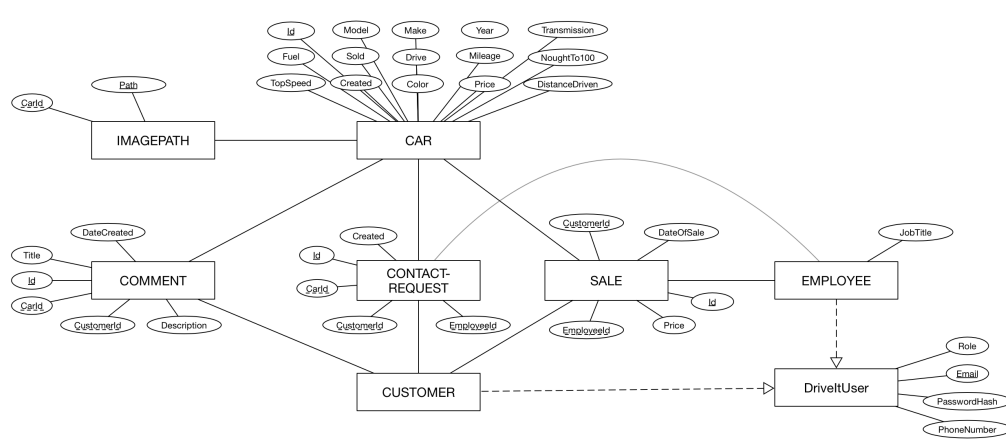 Id
Model
Make
Year
Transmission
Fuel
Sold
Drive
Mileage
NoughtTo100
TopSpeed
Created
Color
Price
DistanceDriven
Path
CarId
IMAGEPATH
CAR
DateCreated
Title
Id
CarId
CustomerId
Description
COMMENT
Created
Id
CarId
CustomerId
EmployeeId
CONTACT-
REQUEST
CustomerId
DateOfSale
SALE
Id
EmployeeId
Price
JobTitle
EMPLOYEE
CUSTOMER
DriveItUser
Role
Email
PasswordHash
PhoneNumber